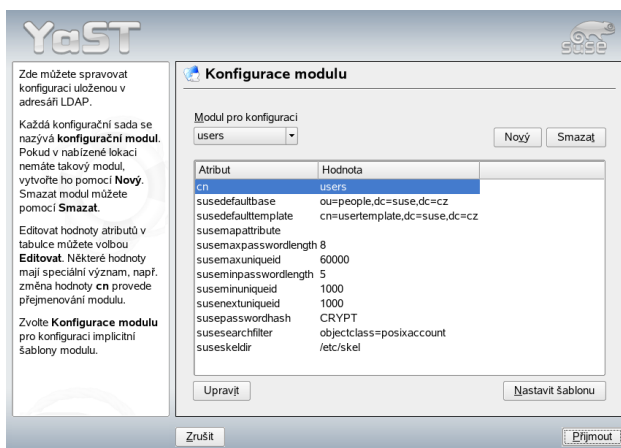 YaST
SUSE
Zde můžete spravovat
konfiguraci uloženou v
adresáři LDAP.
Každá konfigurační sada se
nazývá konfigurační modul.
Pokud v nabízené lokaci
nemáte takový modul,
vytvořte ho pomocí Nový.
Smazat modul můžete
pomocí Smazat.
Editovat hodnoty atributů v
tabulce můžete volbou
Editovat. Některé hodnoty
mají speciální význam, např.
změna hodnoty cn provede
přejmenování modulu.
Zvolte Konfigurace modulu
pro konfiguraci implicitní
šablony modulu.
Konfigurace modulu
Modul pro konfiguraci
users
Nový Smazat
Atribut Hodnota
cn users
susedefaultbase ou=people,dc=suse,dc=cz
susedefaulttemplate cn=usertemplate,dc=suse,dc=cz
susemapattribute
susemaxpasswordlength 8
susemaxuniqueid 60000
suseminpasswordlength 5
suseminuniqueid 1000
susenextuniqueid 1000
susepasswordhash CRYPT
susesearchfilter objectclass=posixaccount
suseskeldir /etc/skel
Upravit Nastavit šablonu
Zrušit Přijmout